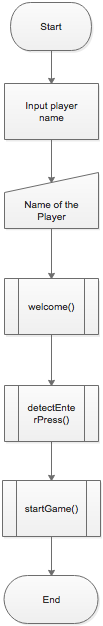 Start
Input player
name
Name of the
Player
welcome()
detectEnte
rPress()
startGame()
End